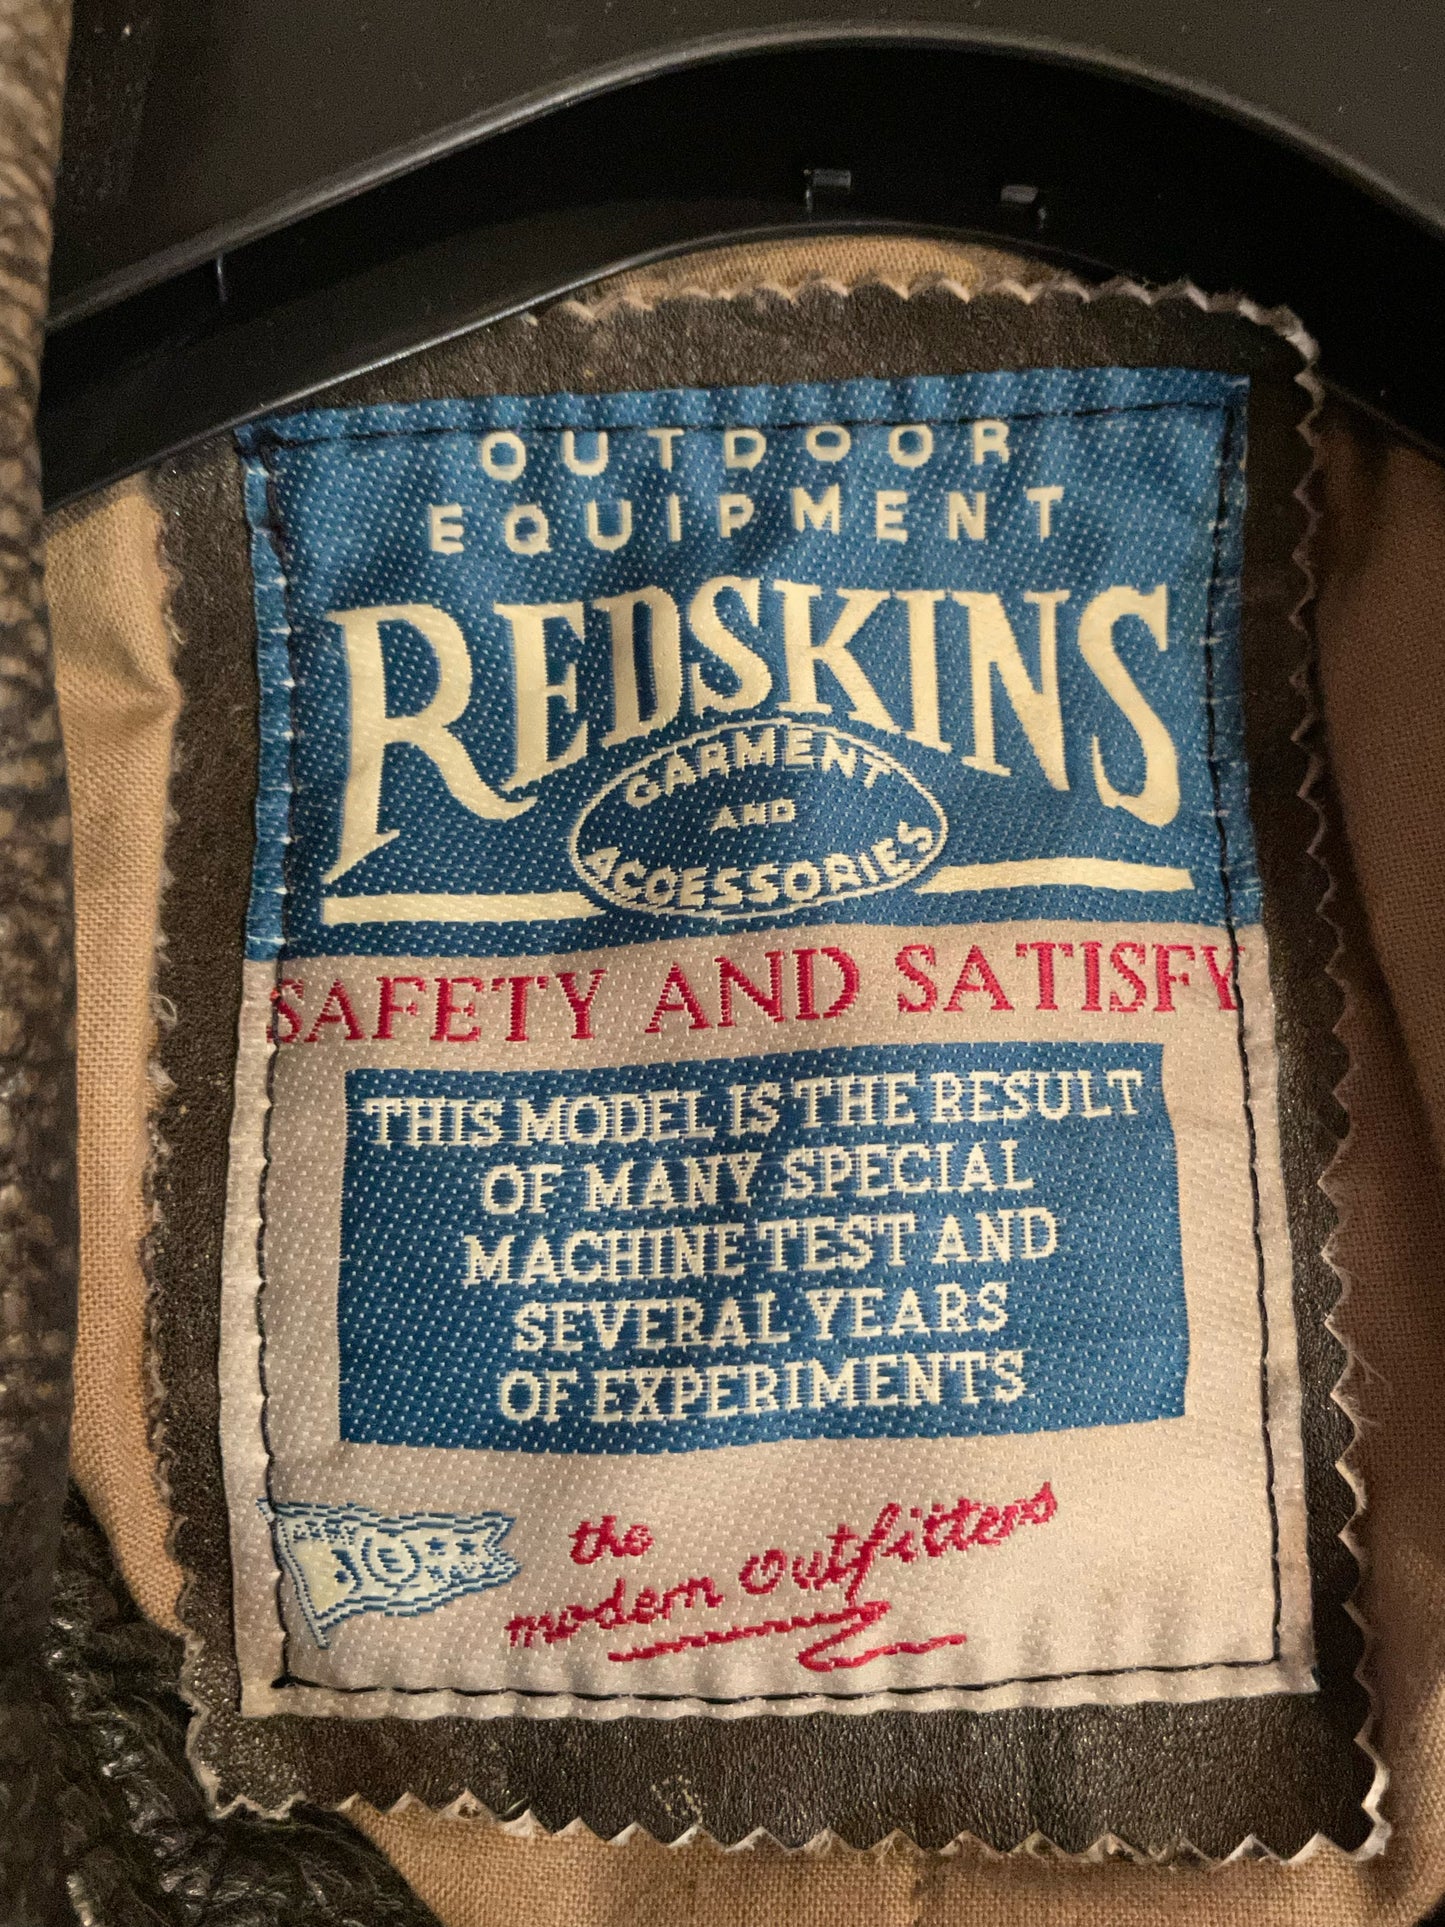 OUTDOOR
EQUIPMENT
REDSKINS
GARMENT
AND
ACCESSORIES
SAFETY AND SATISFY
THIS MODEL IS THE RESULT
OF MANY SPECIAL
MACHINE TEST AND
SEVERAL YEARS
OF EXPERIMENTS
the
modern outfitters